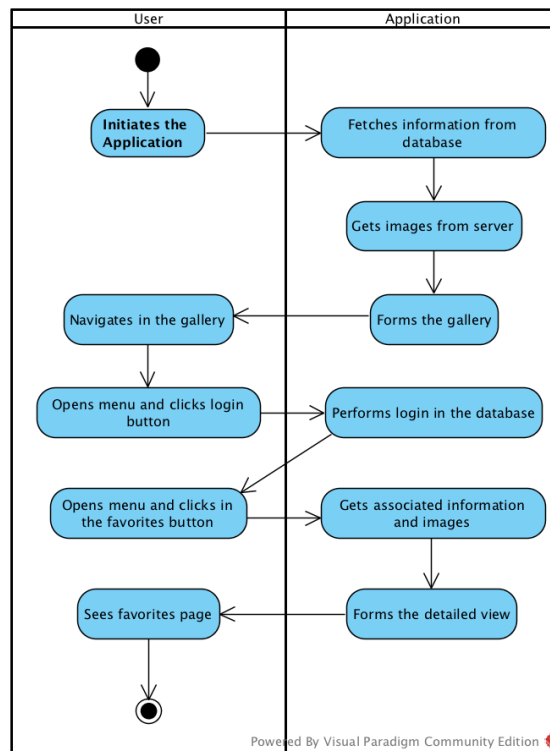 User
Application
Initiates the
Application
Fetches information from
database
Gets images from server
Navigates in the gallery
Forms the gallery
Opens menu and clicks login
button
Performs login in the database
Opens menu and clicks in
the favorites button
Gets associated information
and images
Sees favorites page
Forms the detailed view
Powered By Visual Paradigm Community Edition